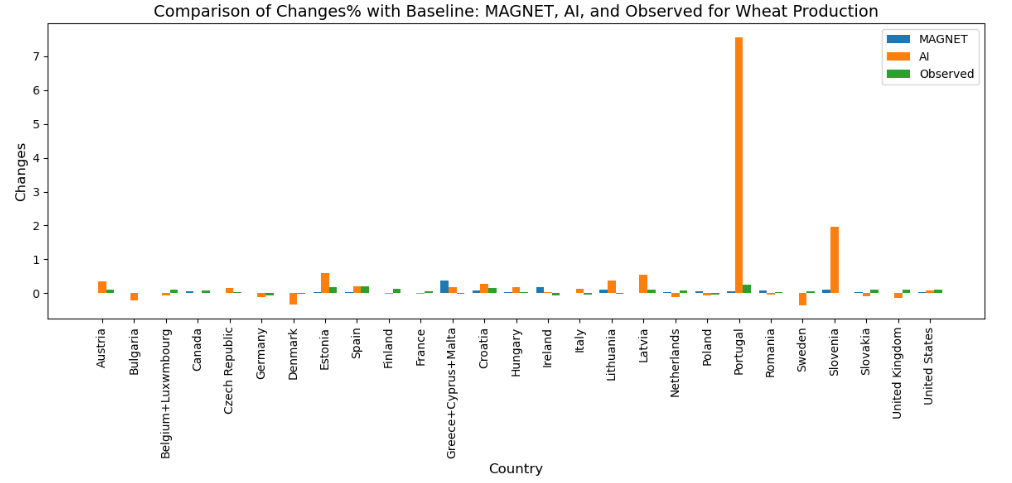 Comparison of Changes% with Baseline: MAGNET, AI, and Observed for Wheat Production
MAGNET
AI
Observed
Changes
7
6
5
4
3
2
1
0
Austria
Bulgaria
Belgium+Luxwmbourg
Canada
Czech Republic
Germany
Denmark
Estonia
Spain
Finland
France
Greece+Cyprus+Malta
Croatia
Hungary
Ireland
Italy
Lithuania
Latvia
Netherlands
Poland
Portugal
Romania
Sweden
Slovenia
Slovakia
United Kingdom
United States
Country